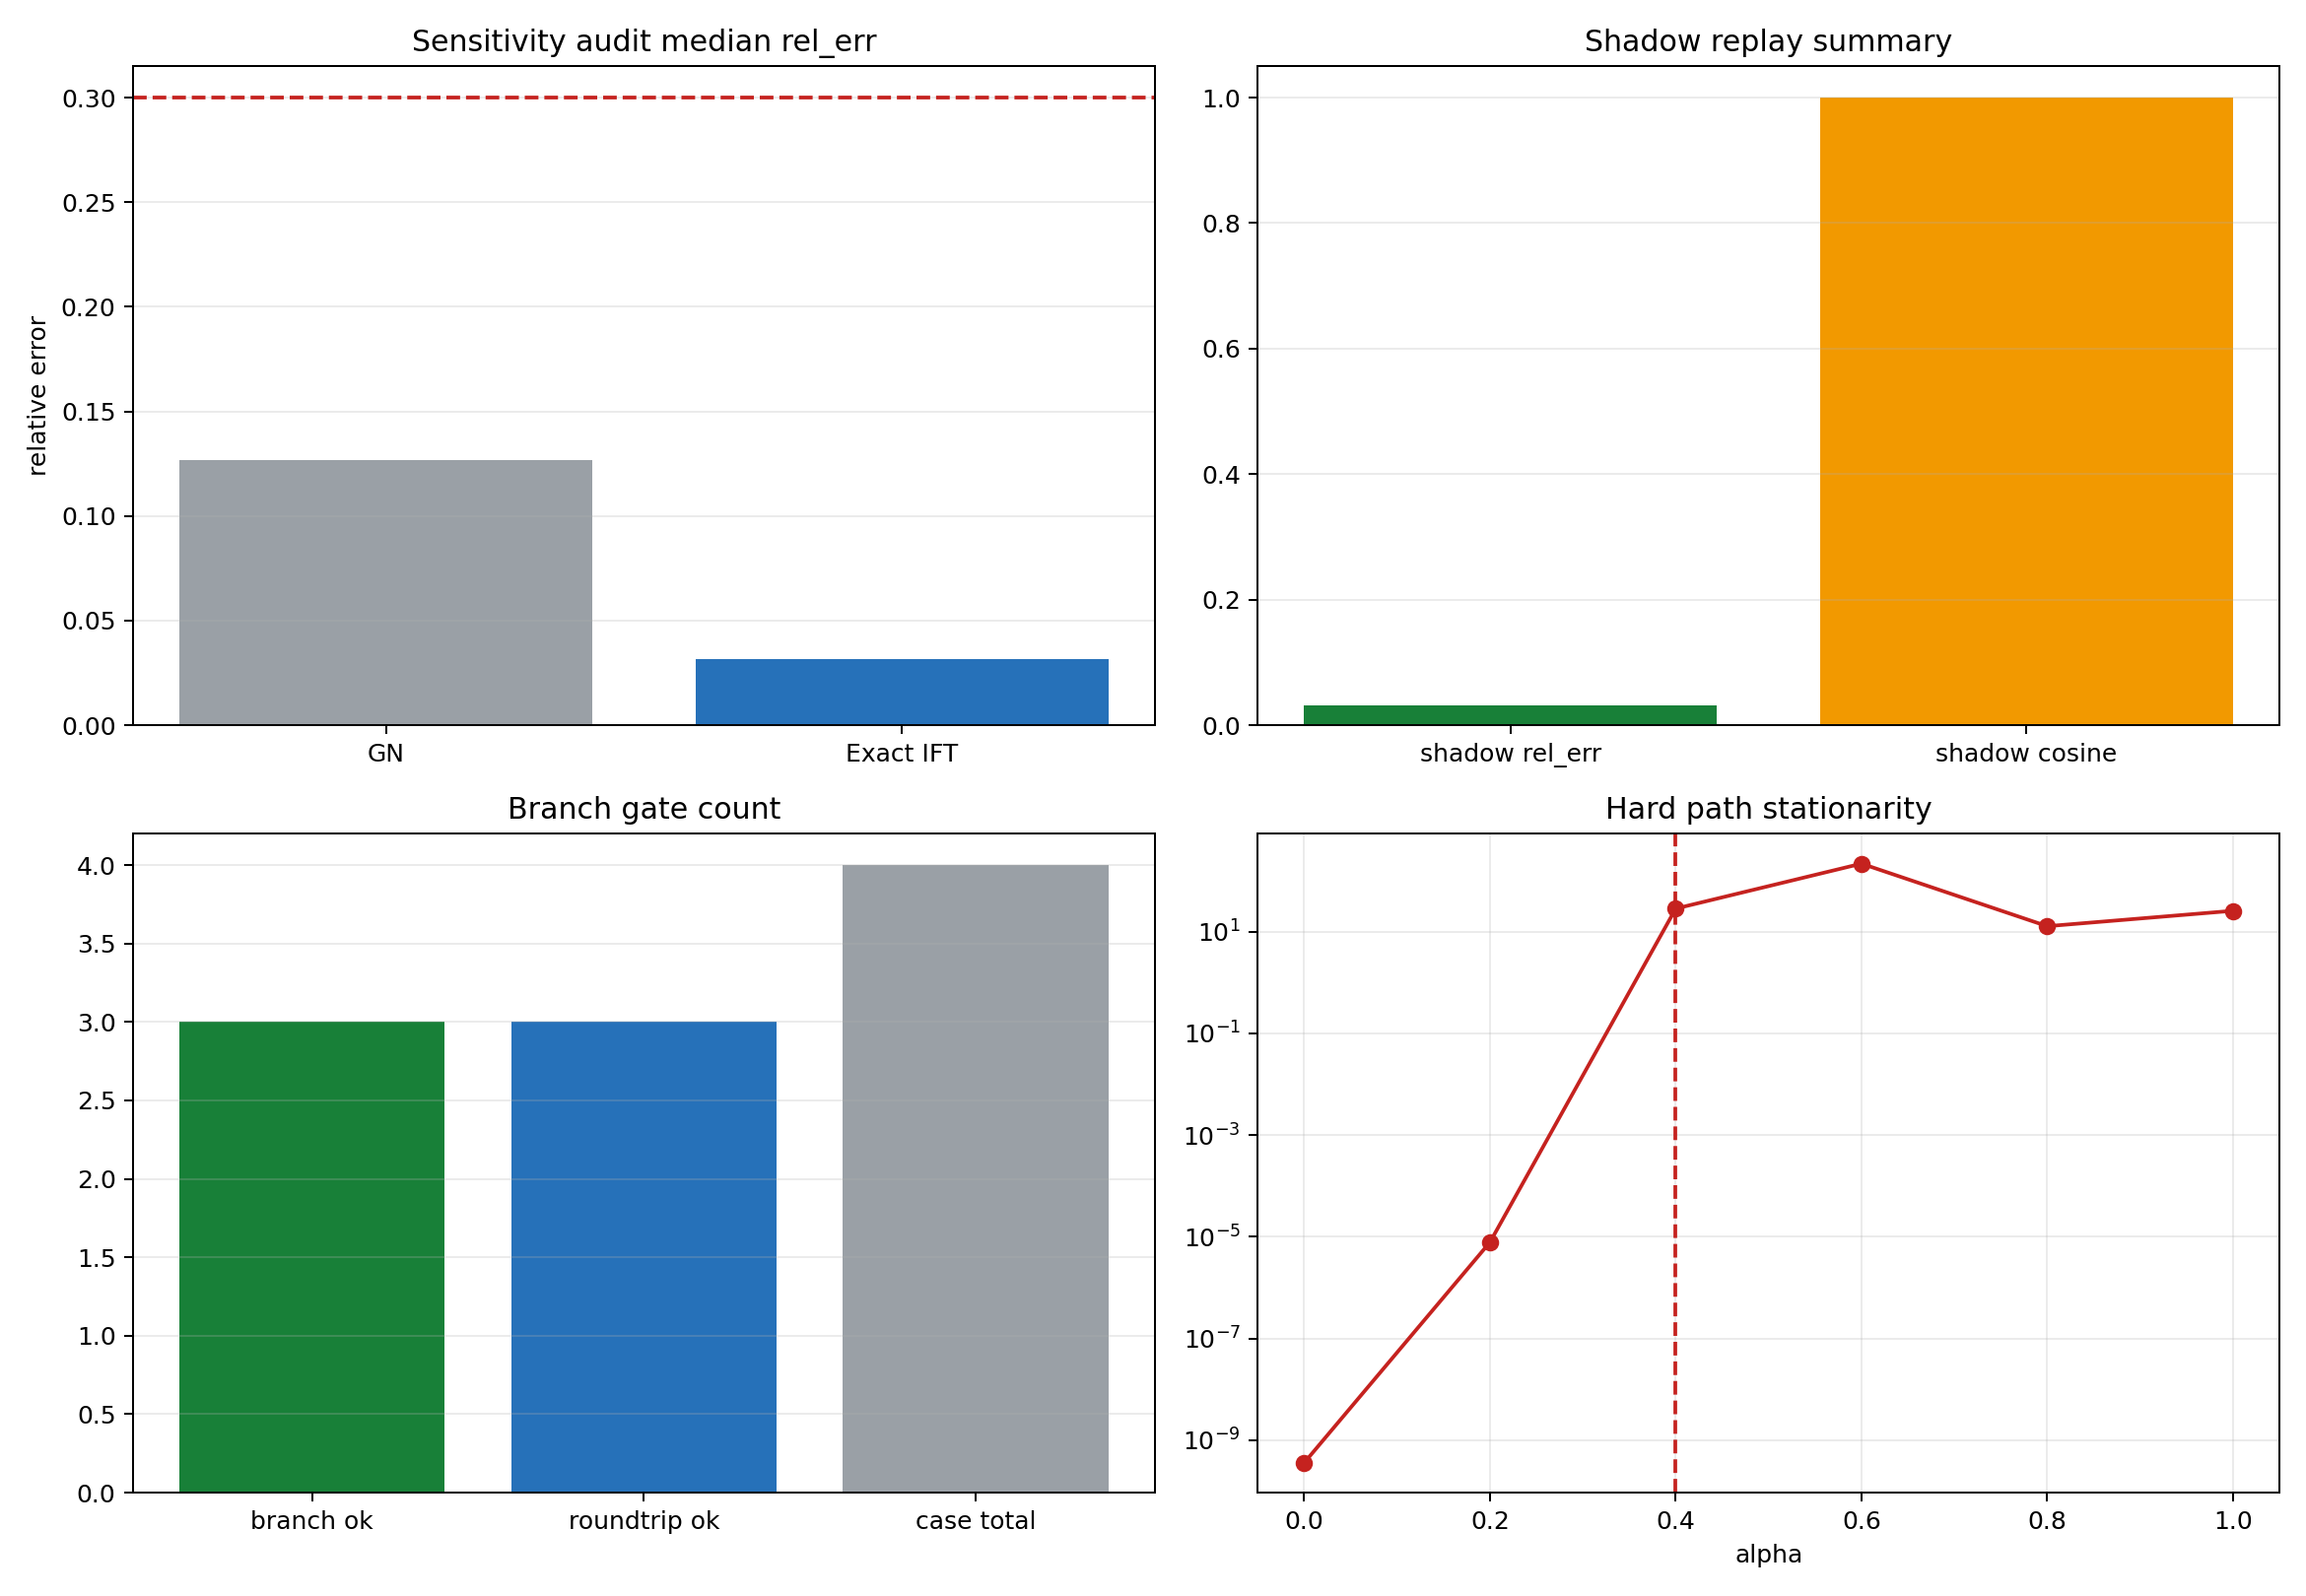 Sensitivity audit median rel_err
0.30
0.25
0.20
0.15
0.10
0.05
0.00
relative error
GN Exact IFT
Shadow replay summary
1.0
0.8
0.6
0.4
0.2
0.0
shadow rel_err shadow cosine
Branch gate count
4.0
3.5
3.0
2.5
2.0
1.5
1.0
0.5
0.0
branch ok roundtrip ok case total
Hard path stationarity
10¹
10⁻¹
10⁻³
10⁻⁵
10⁻⁷
10⁻⁹
0.0 0.2 0.4 0.6 0.8 1.0
alpha